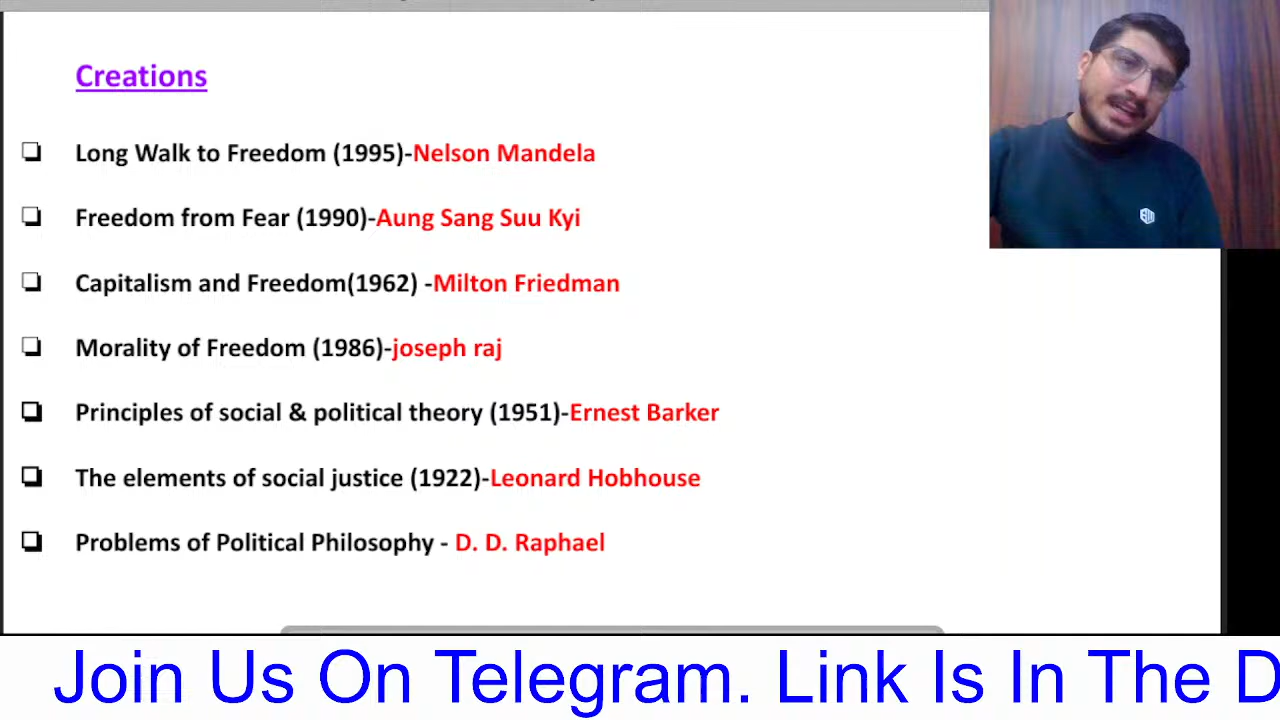 Creations
Long Walk to Freedom (1995)-Nelson Mandela
Freedom from Fear (1990)-Aung Sang Suu Kyi
Capitalism and Freedom(1962) -Milton Friedman
Morality of Freedom (1986)-joseph raj
Principles of social & political theory (1951)-Ernest Barker
The elements of social justice (1922)-Leonard Hobhouse
Problems of Political Philosophy - D. D. Raphael
Join Us On Telegram. Link Is In The D